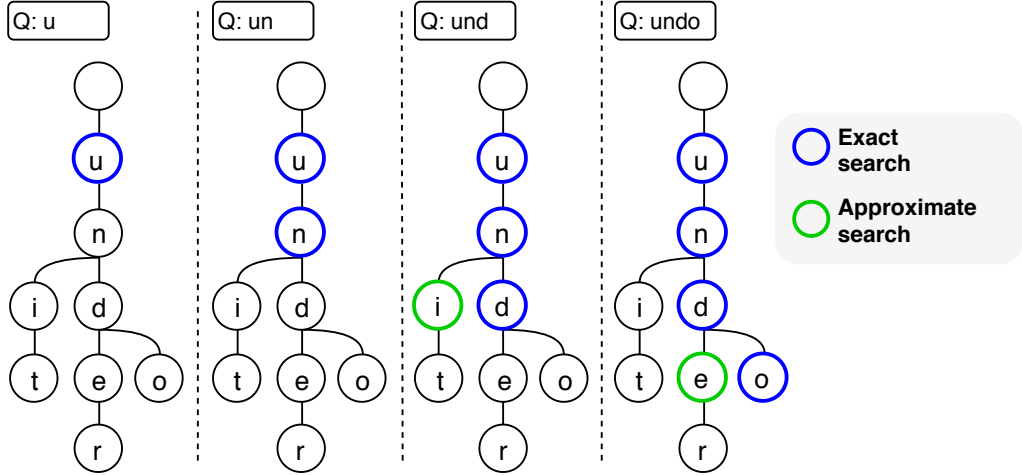 Q: u
Q: un
Q: und
Q: undo
u
u
u
u
n
n
n
n
i
d
i
d
i
d
i
d
t
e
o
t
e
o
t
e
o
t
e
o
r
r
r
r
Exact
search
Approximate
search